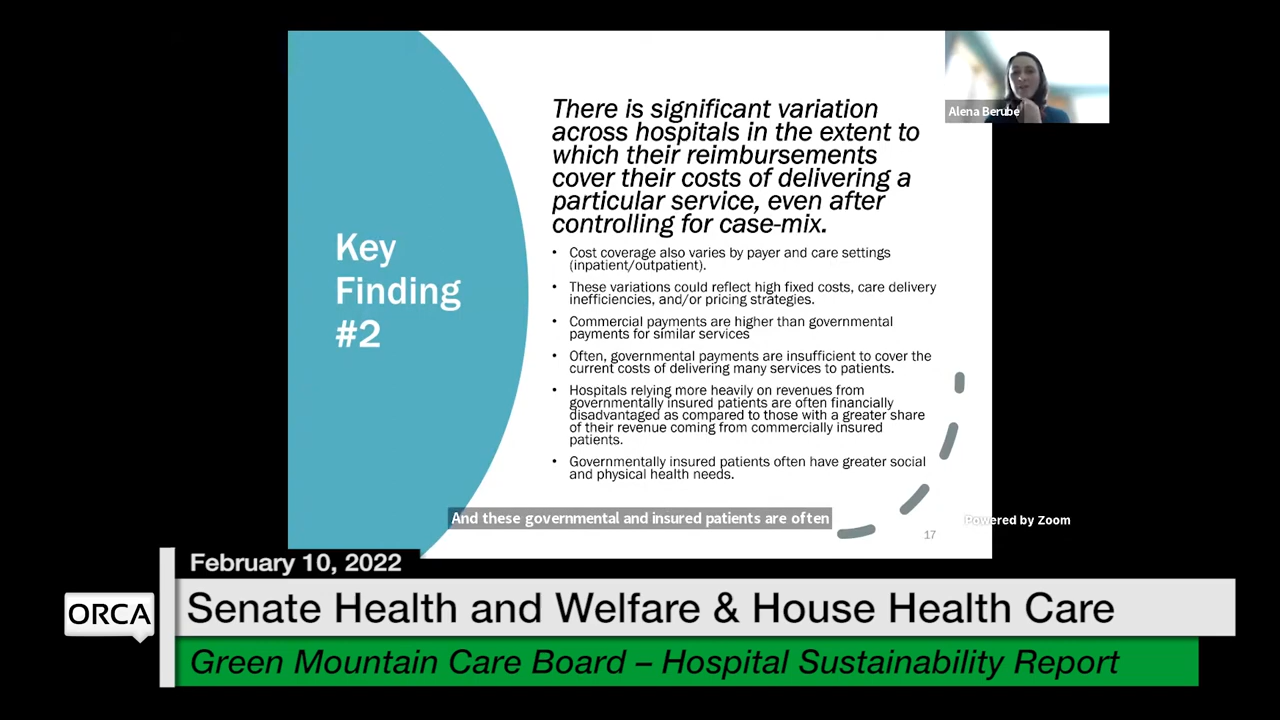 There is significant variation
across hospitals in the extent to
which their reimbursements
cover their costs of delivering a
particular service, even after
controlling for case-mix.
Alena Berube
Key
Finding
#2
• Cost coverage also varies by payer and care settings
(inpatient/outpatient).
• These variations could reflect high fixed costs, care delivery
inefficiencies, and/or pricing strategies.
• Commercial payments are higher than governmental
payments for similar services
• Often, governmental payments are insufficient to cover the
current costs of delivering many services to patients.
• Hospitals relying more heavily on revenues from
governmentally insured patients are often financially
disadvantaged as compared to those with a greater share
of their revenue coming from commercially insured
patients.
• Governmentally insured patients often have greater social
and physical health needs.
And these governmental and insured patients are often
17
Powered by Zoom
February 10, 2022
ORCA
Senate Health and Welfare & House Health Care
Green Mountain Care Board – Hospital Sustainability Report